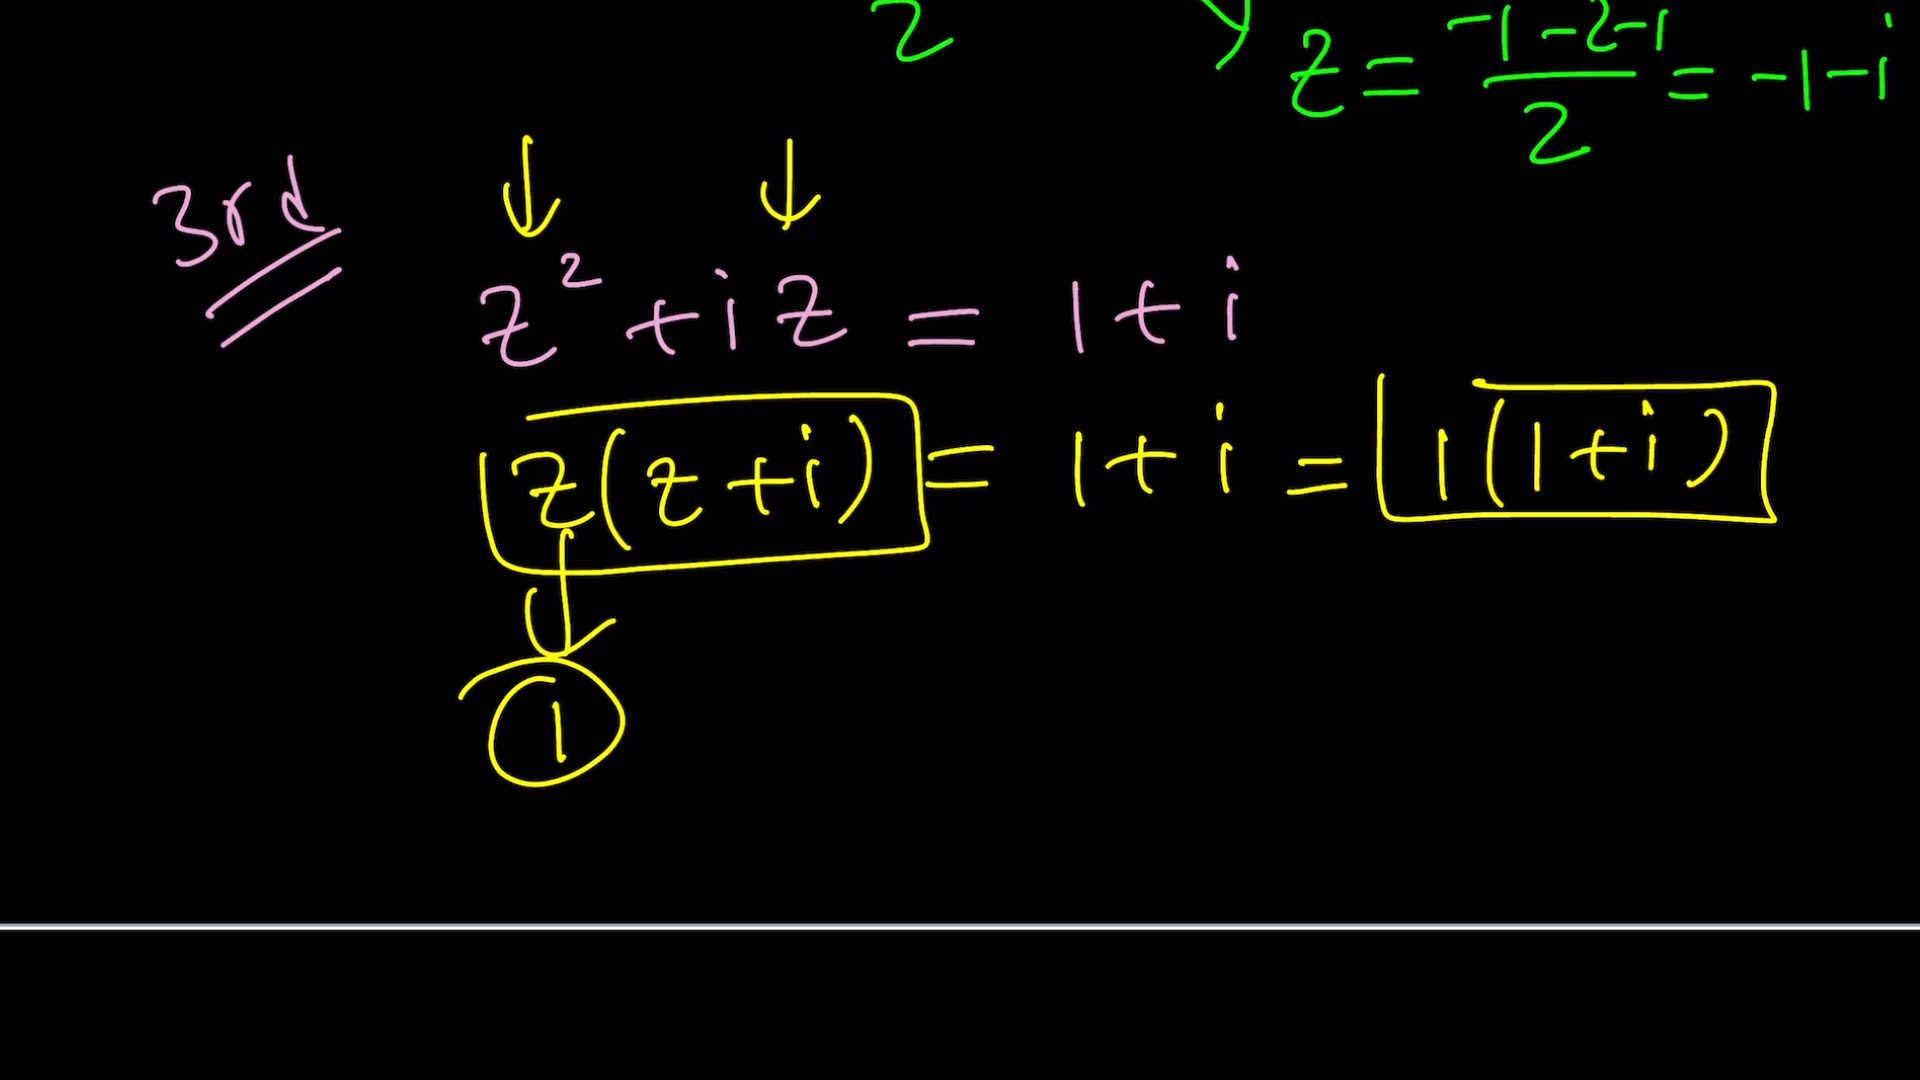 2
z = (-1-2-i)/2 = -1-i
3rd
z² + iz = 1+i
z(z+i) = 1+i = 1(1+i)
1